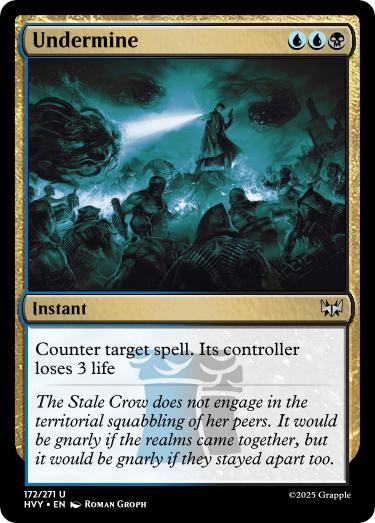 Undermine
Instant
Counter target spell. Its controller
loses 3 life
The Stale Crow does not engage in the
territorial squabbling of her peers. It would
be gnarly if the realms came together, but
it would be gnarly if they stayed apart too.
172/271 U
HVY • EN Roman Groph
©2025 Grapple